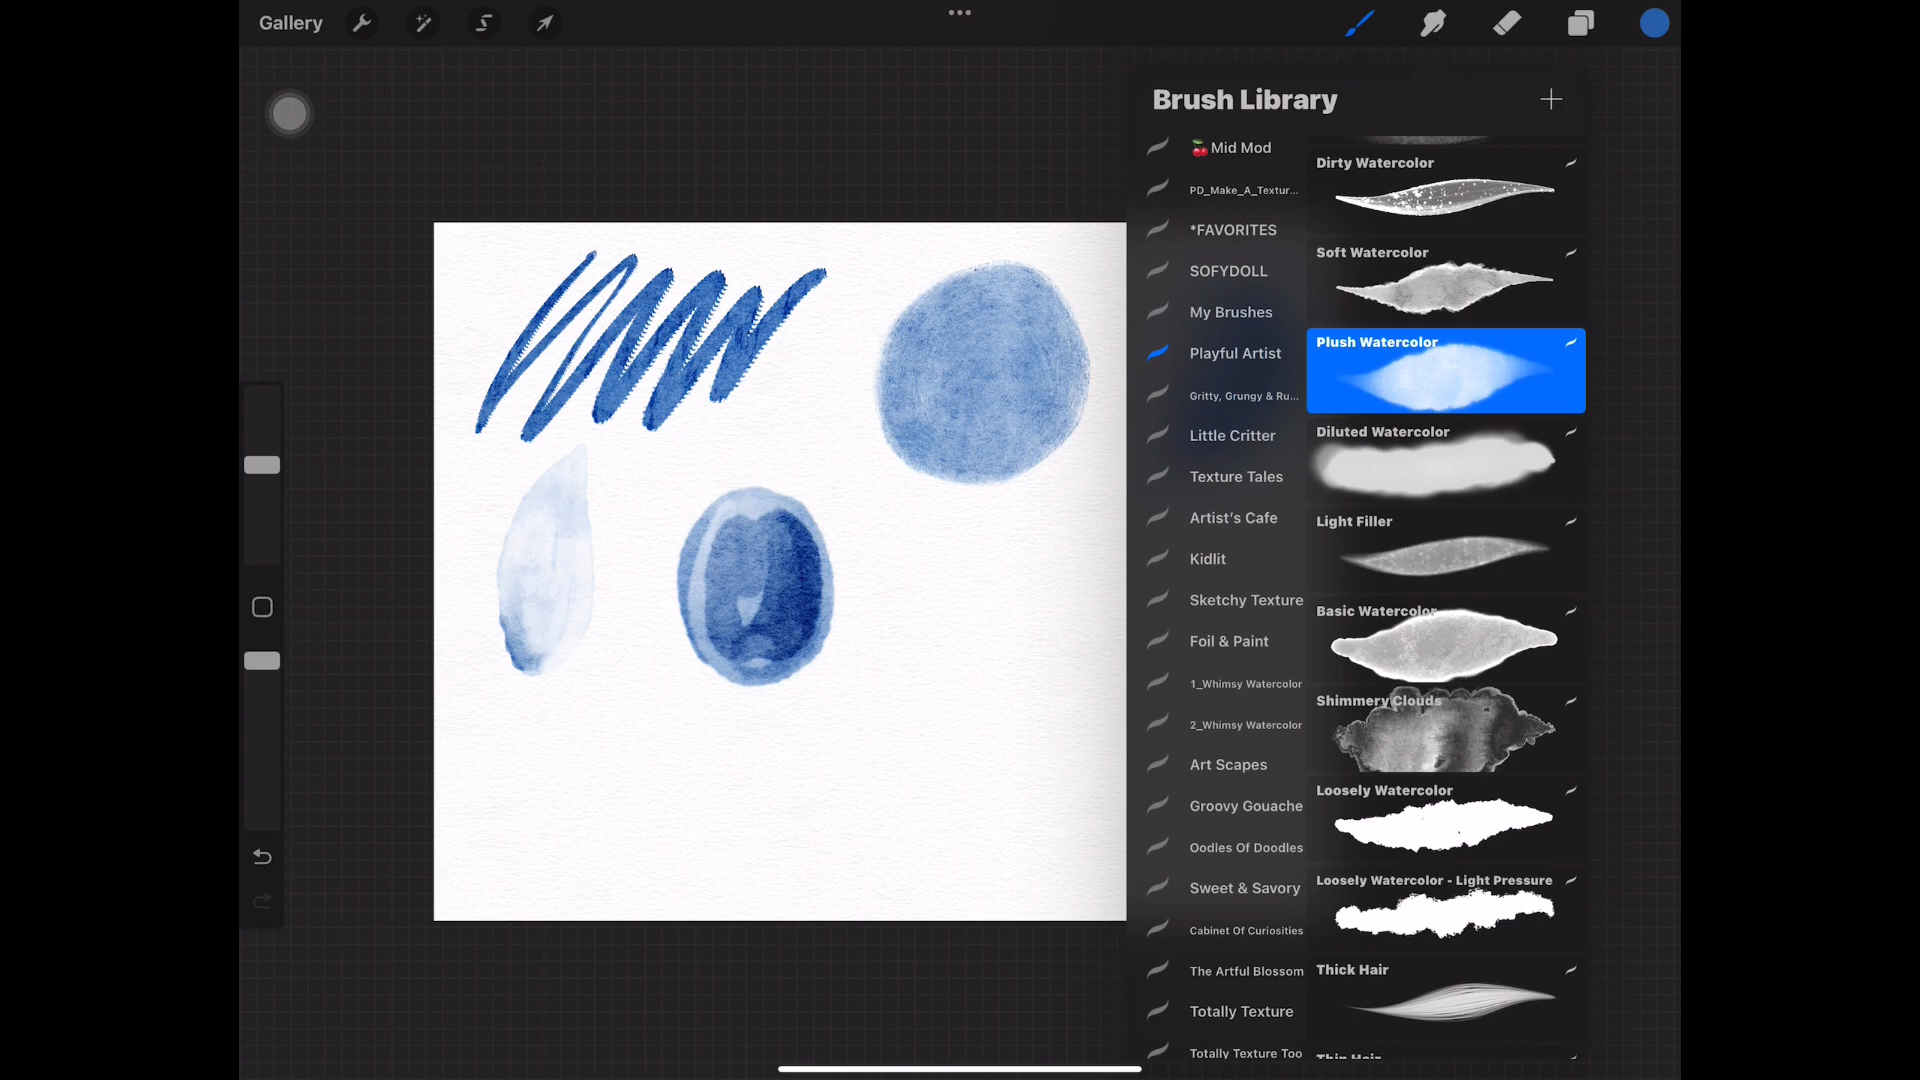 Gallery
Brush Library
Mid Mod
PD_Make_A_Textur...
*FAVORITES
SOFYDOLL
My Brushes
Playful Artist
Gritty, Grungy & Ru...
Little Critter
Texture Tales
Artist's Cafe
Kidlit
Sketchy Texture
Foil & Paint
1_Whimsy Watercolor
2_Whimsy Watercolor
Art Scapes
Groovy Gouache
Oodles Of Doodles
Sweet & Savory
Cabinet Of Curiosities
The Artful Blossom
Totally Texture
Totally Texture Too
Dirty Watercolor
Soft Watercolor
Plush Watercolor
Diluted Watercolor
Light Filler
Basic Watercolor
Shimmery Clouds
Loosely Watercolor
Loosely Watercolor - Light Pressure
Thick Hair
Thin Hair